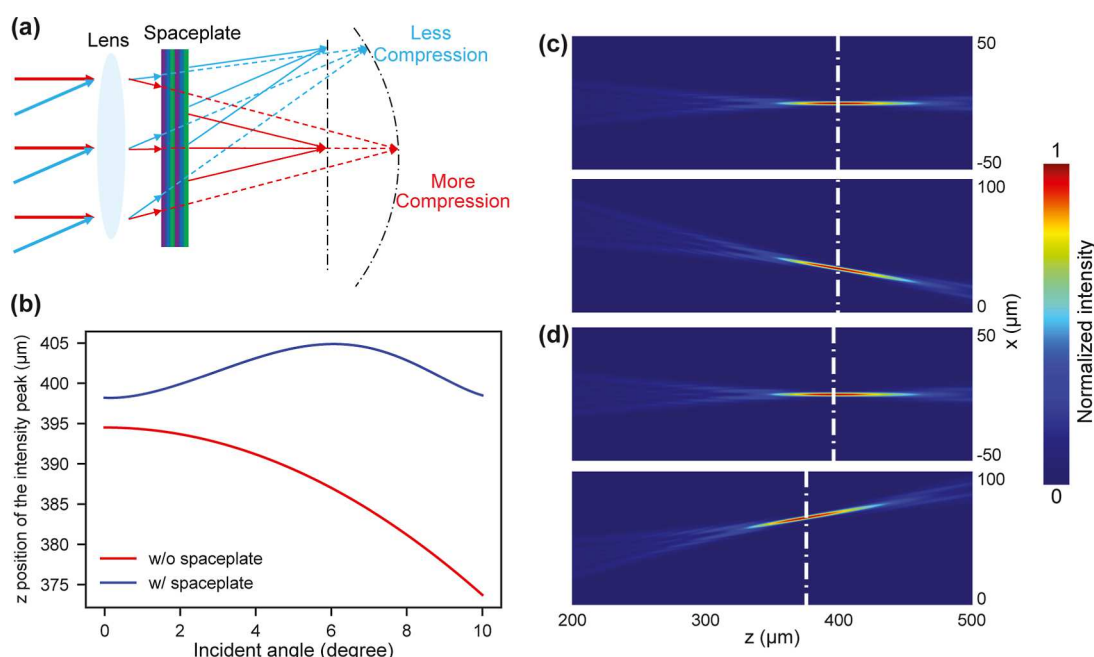 (a)
Lens
Spaceplate
Less
Compression
More
Compression
(b)
z position of the intensity peak (μm)
405
400
395
390
385
380
375
w/o spaceplate
w/ spaceplate
0
2
4
6
8
10
Incident angle (degree)
(c)
50
-50
100
0
(d)
50
-50
100
0
x (μm)
200
300
400
500
z (μm)
1
0
Normalized intensity